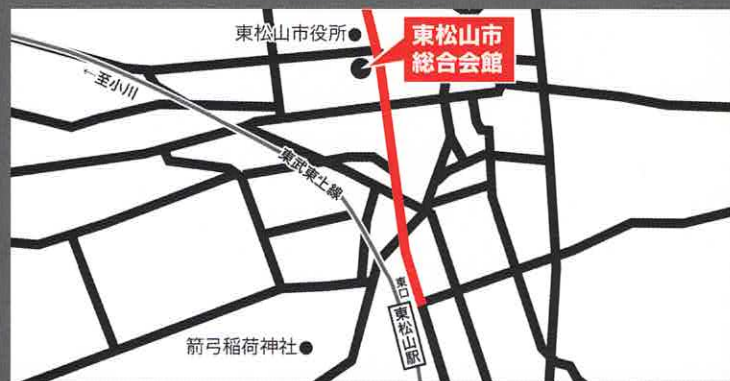 東松山市役所
東松山市
総合会館
←至小川
東武東上線
東口
東松山駅
箭弓稲荷神社